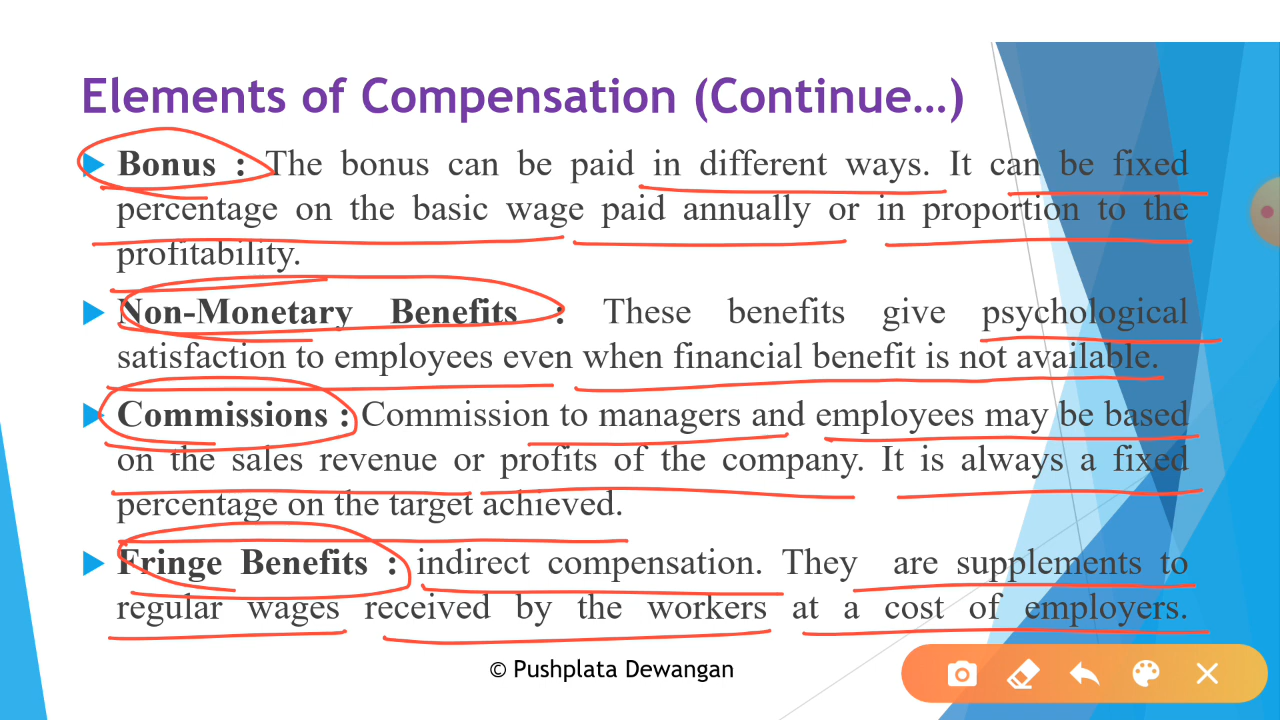 Elements of Compensation (Continue...)
Bonus : The bonus can be paid in different ways. It can be fixed
percentage on the basic wage paid annually or in proportion to the
profitability.
Non-Monetary Benefits : These benefits give psychological
satisfaction to employees even when financial benefit is not available.
Commissions : Commission to managers and employees may be based
on the sales revenue or profits of the company. It is always a fixed
percentage on the target achieved.
Fringe Benefits : indirect compensation. They are supplements to
regular wages received by the workers at a cost of employers.
© Pushplata Dewangan